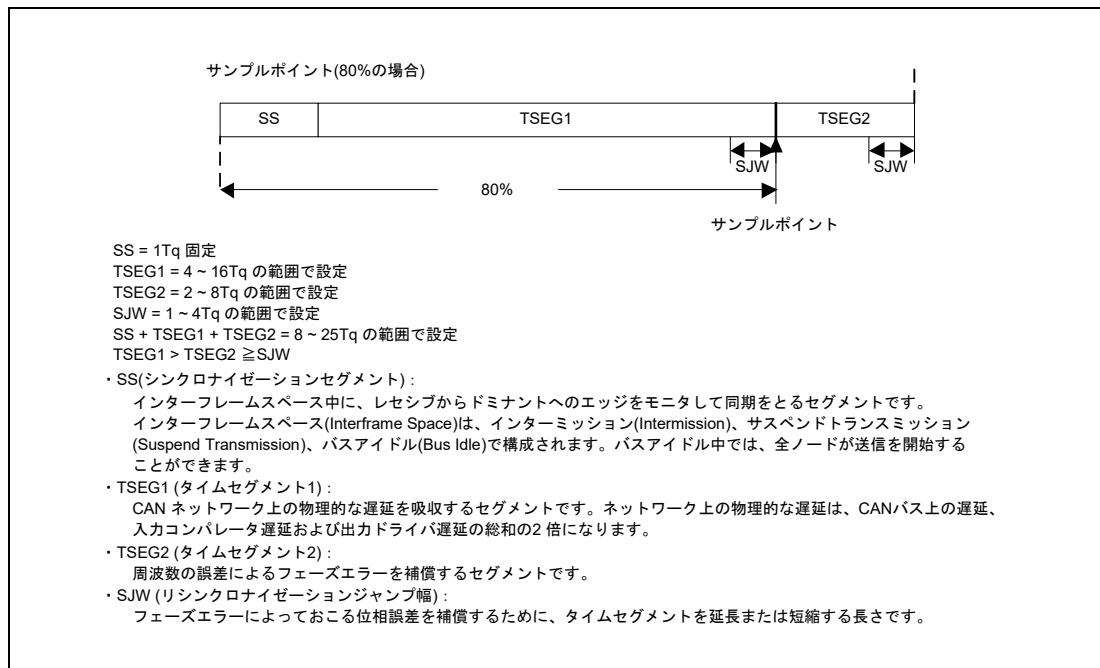 サンプルポイント(80%の場合)
SS
TSEG1
TSEG2
SJW
SJW
80%
サンプルポイント
SS = 1Tq 固定
TSEG1 = 4 ~ 16Tq の範囲で設定
TSEG2 = 2 ~ 8Tq の範囲で設定
SJW = 1 ~ 4Tq の範囲で設定
SS + TSEG1 + TSEG2 = 8 ~ 25Tq の範囲で設定
TSEG1 > TSEG2 ≧SJW
・SS(シンクロナイゼーションセグメント) :
インターフレームスペース中に、レセシブからドミナントへのエッジをモニタして同期をとるセグメントです。
インターフレームスペース(Interframe Space)は、インターミッション(Intermission)、サスペンドトランスミッション
(Suspend Transmission)、バスアイドル(Bus Idle)で構成されます。バスアイドル中では、全ノードが送信を開始する
ことができます。
・TSEG1 (タイムセグメント1) :
CAN ネットワーク上の物理的な遅延を吸収するセグメントです。ネットワーク上の物理的な遅延は、CANバス上の遅延、
入力コンパレータ遅延および出力ドライバ遅延の総和の2 倍になります。
・TSEG2 (タイムセグメント2) :
周波数の誤差によるフェーズエラーを補償するセグメントです。
・SJW (リシンクロナイゼーションジャンプ幅) :
フェーズエラーによっておこる位相誤差を補償するために、タイムセグメントを延長または短縮する長さです。